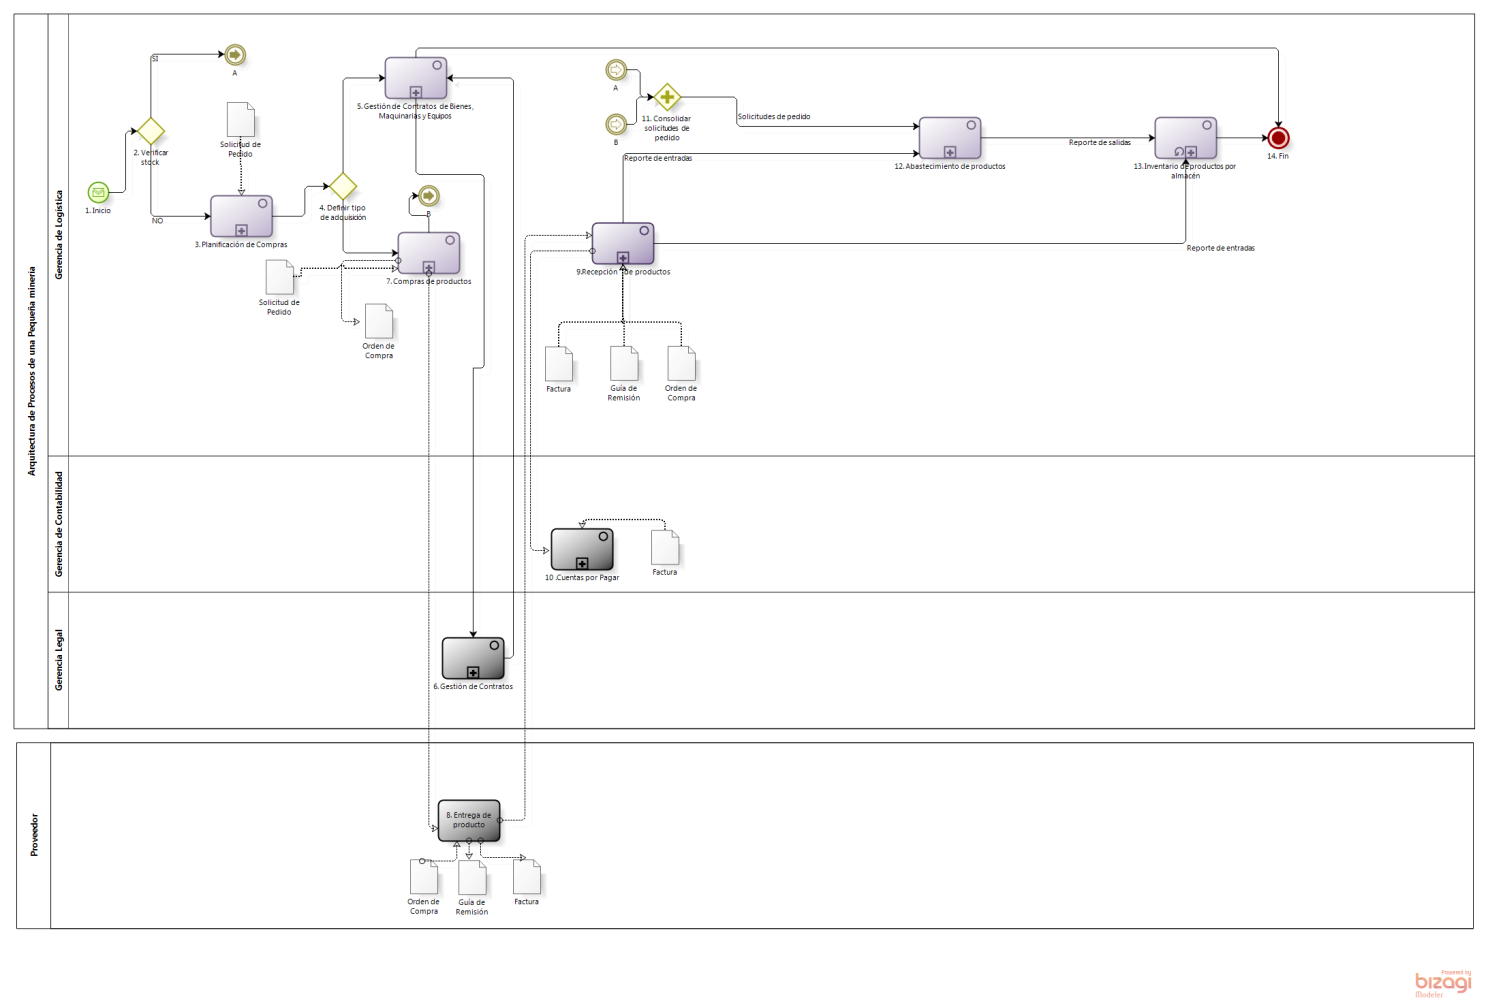 Arquitectura de Procesos de una Pequeña minería
Gerencia de Logística
SI
A
2. Verificar
stock
1. Inicio
NO
Solicitud de
Pedido
3. Planificación de Compras
4. Definir tipo
de adquisición
5. Gestión de Contratos de Bienes,
Maquinarias y Equipos
B
7. Compras de productos
Solicitud de
Pedido
Orden de
Compra
A
B
11. Consolidar
solicitudes de
pedido
Solicitudes de pedido
Reporte de entradas
12. Abastecimiento de productos
Reporte de salidas
13. Inventario de productos por
almacén
14. Fin
9.Recepción de productos
Reporte de entradas
Factura
Guía de
Remisión
Orden de
Compra
Gerencia de Contabilidad
10 .Cuentas por Pagar
Factura
Gerencia Legal
6. Gestión de Contratos
Proveedor
8. Entrega de
producto
Orden de
Compra
Guía de
Remisión
Factura
Powered by
bizagi
Modeler